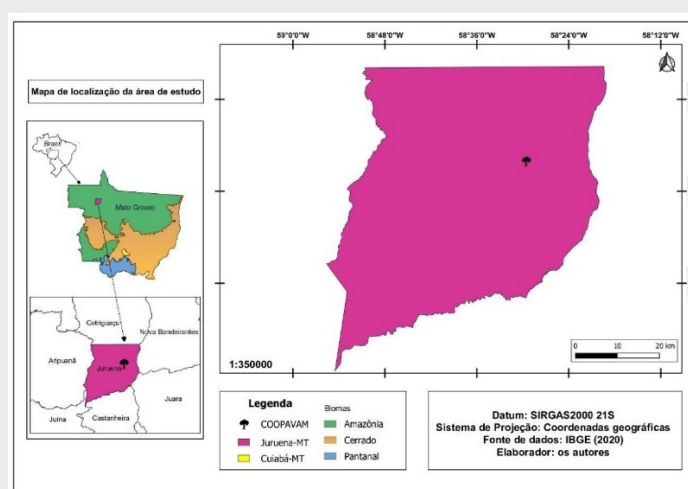 59°0'0"W 58°48'0"W 58°36'0"W 58°24'0"W 58°12'0"W
Mapa de localização da área de estudo
Brasil
Mato Grosso
Cotriguaçu
Nova Bandeirantes
Aripuanã
Juruena
Juara
Juína
Castanheira
1:350000
0 10 20 km
Legenda
COOPAVAM
Juruena-MT
Cuiabá-MT
Biomas
Amazônia
Cerrado
Pantanal
Datum: SIRGAS2000 21S
Sistema de Projeção: Coordenadas geográficas
Fonte de dados: IBGE (2020)
Elaborador: os autores